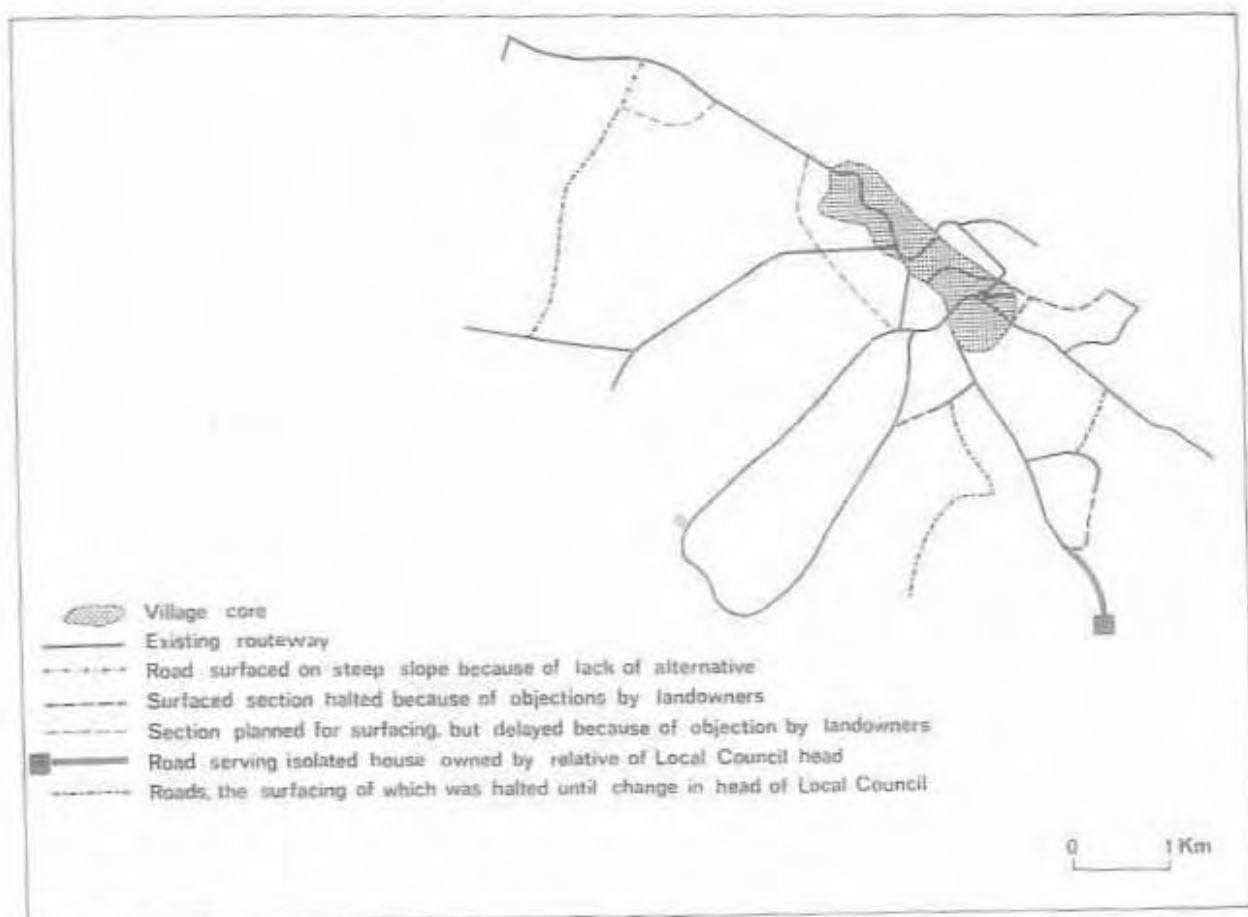 Village core
Existing routeway
Road surfaced on steep slope because of lack of alternative
Surfaced section halted because of objections by landowners
Section planned for surfacing, but delayed because of objection by landowners
Road serving isolated house owned by relative of Local Council head
Roads, the surfacing of which was halted until change in head of Local Council
0 1 Km